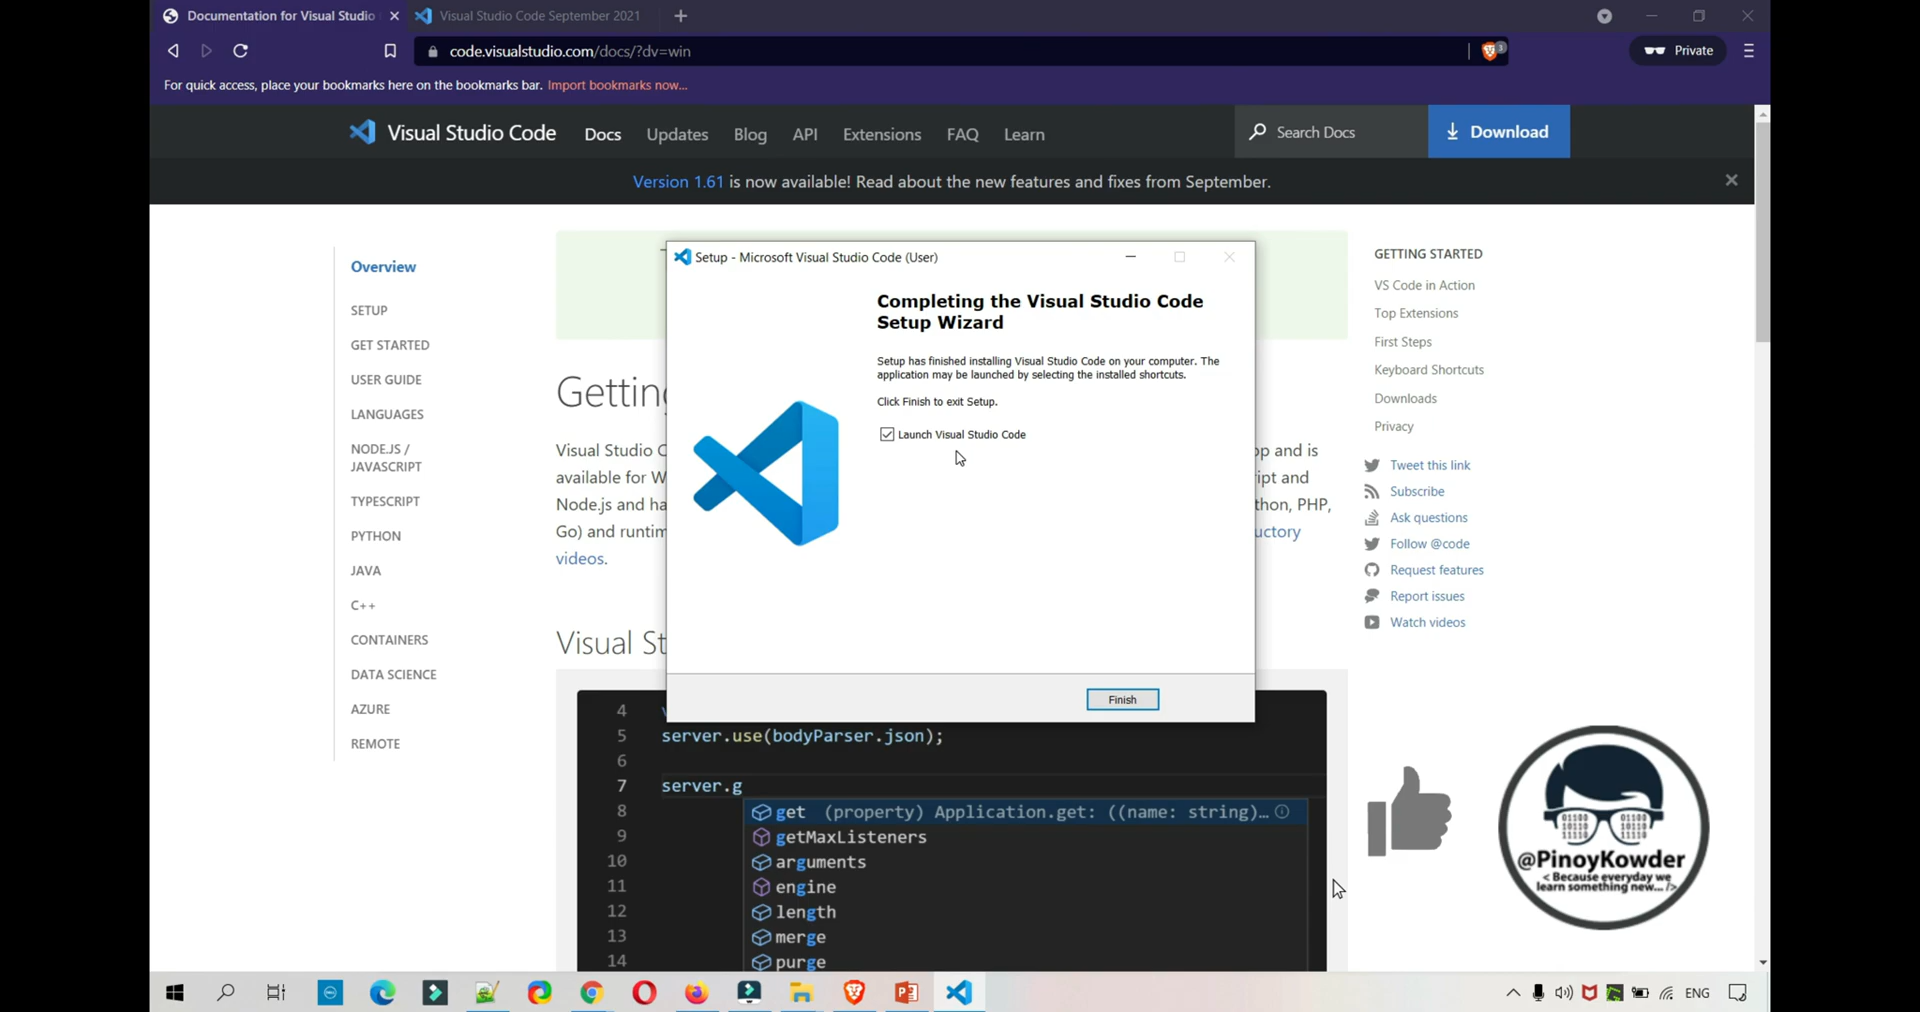 Documentation for Visual Studio
Visual Studio Code September 2021
code.visualstudio.com/docs/?dv=win
3
Private
For quick access, place your bookmarks here on the bookmarks bar. Import bookmarks now...
Visual Studio Code
Docs
Updates
Blog
API
Extensions
FAQ
Learn
Search Docs
Download
Version 1.61 is now available! Read about the new features and fixes from September.
Overview
SETUP
GET STARTED
USER GUIDE
LANGUAGES
NODE.JS /
JAVASCRIPT
TYPESCRIPT
PYTHON
JAVA
C++
CONTAINERS
DATA SCIENCE
AZURE
REMOTE
Getting
Visual Studio C
op and is
available for W
ript and
Node.js and ha
thon, PHP,
Go) and runtim
uctory
videos.
Visual St
Setup - Microsoft Visual Studio Code (User)
Completing the Visual Studio Code
Setup Wizard
Setup has finished installing Visual Studio Code on your computer. The
application may be launched by selecting the installed shortcuts.
Click Finish to exit Setup.
Launch Visual Studio Code
Finish
GETTING STARTED
VS Code in Action
Top Extensions
First Steps
Keyboard Shortcuts
Downloads
Privacy
Tweet this link
Subscribe
Ask questions
Follow @code
Request features
Report issues
Watch videos
4
5 server.use(bodyParser.json);
6
7 server.g
8 get (property) Application.get: ((name: string)…
9 getMaxListeners
10 arguments
11 engine
12 length
13 merge
14 purge
01001 01100
10110 10111
11110 11110
@PinoyKowder
< Because everyday we
learn something new... />
ENG